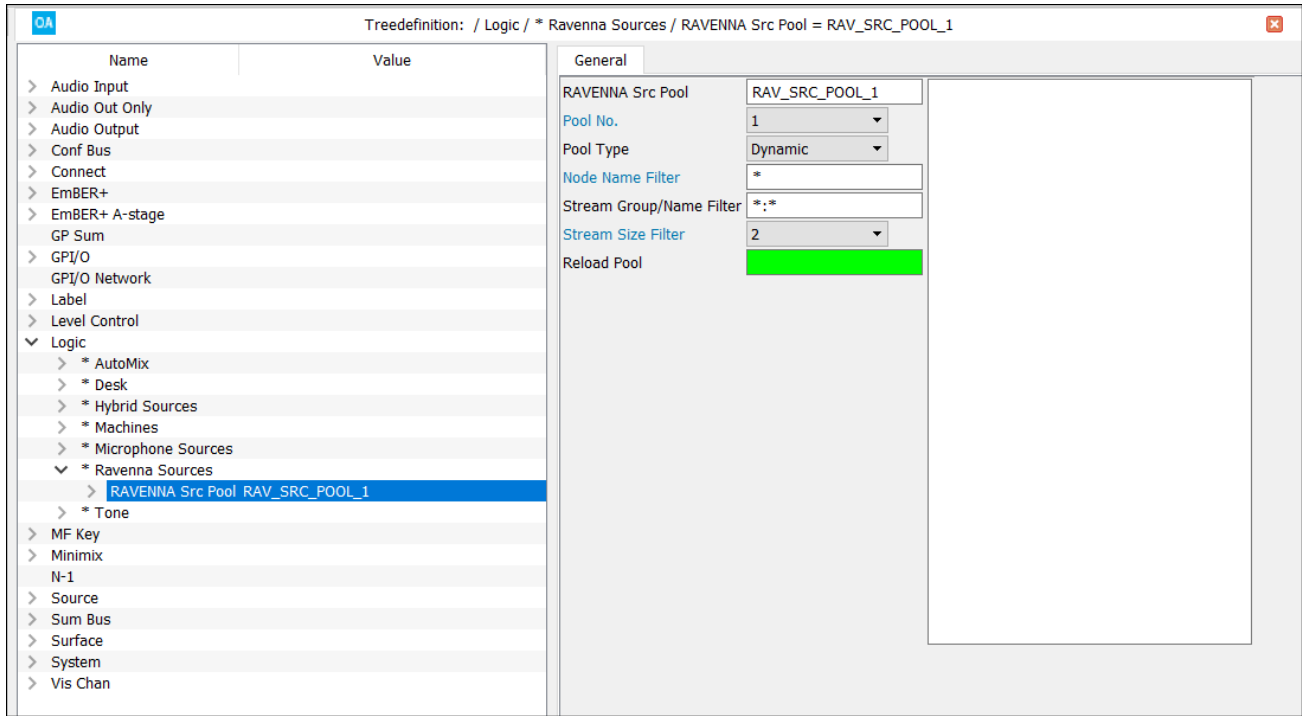 OA
Treedefinition: / Logic / * Ravenna Sources / RAVENNA Src Pool = RAV_SRC_POOL_1
Name Value
Audio Input
Audio Out Only
Audio Output
Conf Bus
Connect
EmBER+
EmBER+ A-stage
GP Sum
GPI/O
GPI/O Network
Label
Level Control
Logic
* AutoMix
* Desk
* Hybrid Sources
* Machines
* Microphone Sources
* Ravenna Sources
RAVENNA Src Pool RAV_SRC_POOL_1
* Tone
MF Key
Minimix
N-1
Source
Sum Bus
Surface
System
Vis Chan
General
RAVENNA Src Pool RAV_SRC_POOL_1
Pool No. 1
Pool Type Dynamic
Node Name Filter *
Stream Group/Name Filter *:*
Stream Size Filter 2
Reload Pool